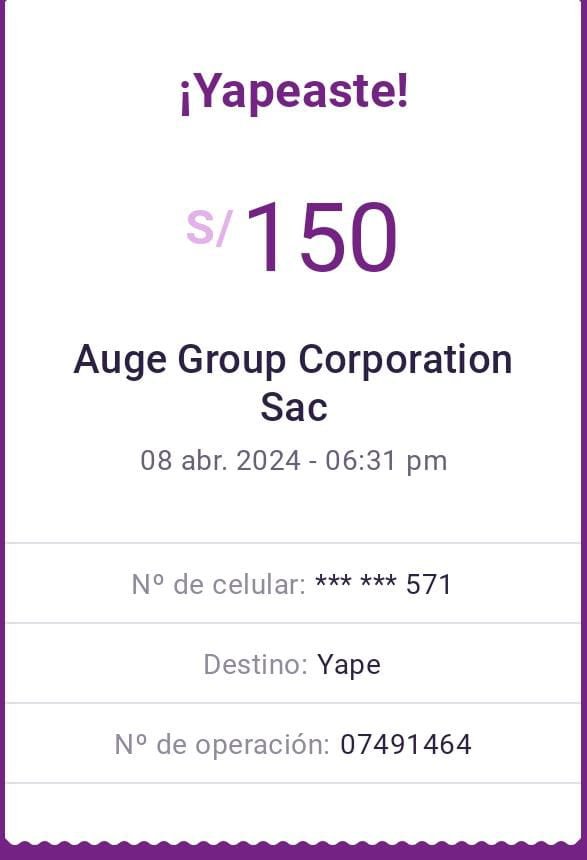 ¡Yapeaste!
S/ 150
Auge Group Corporation
Sac
08 abr. 2024 - 06:31 pm
Nº de celular: *** *** 571
Destino: Yape
Nº de operación: 07491464